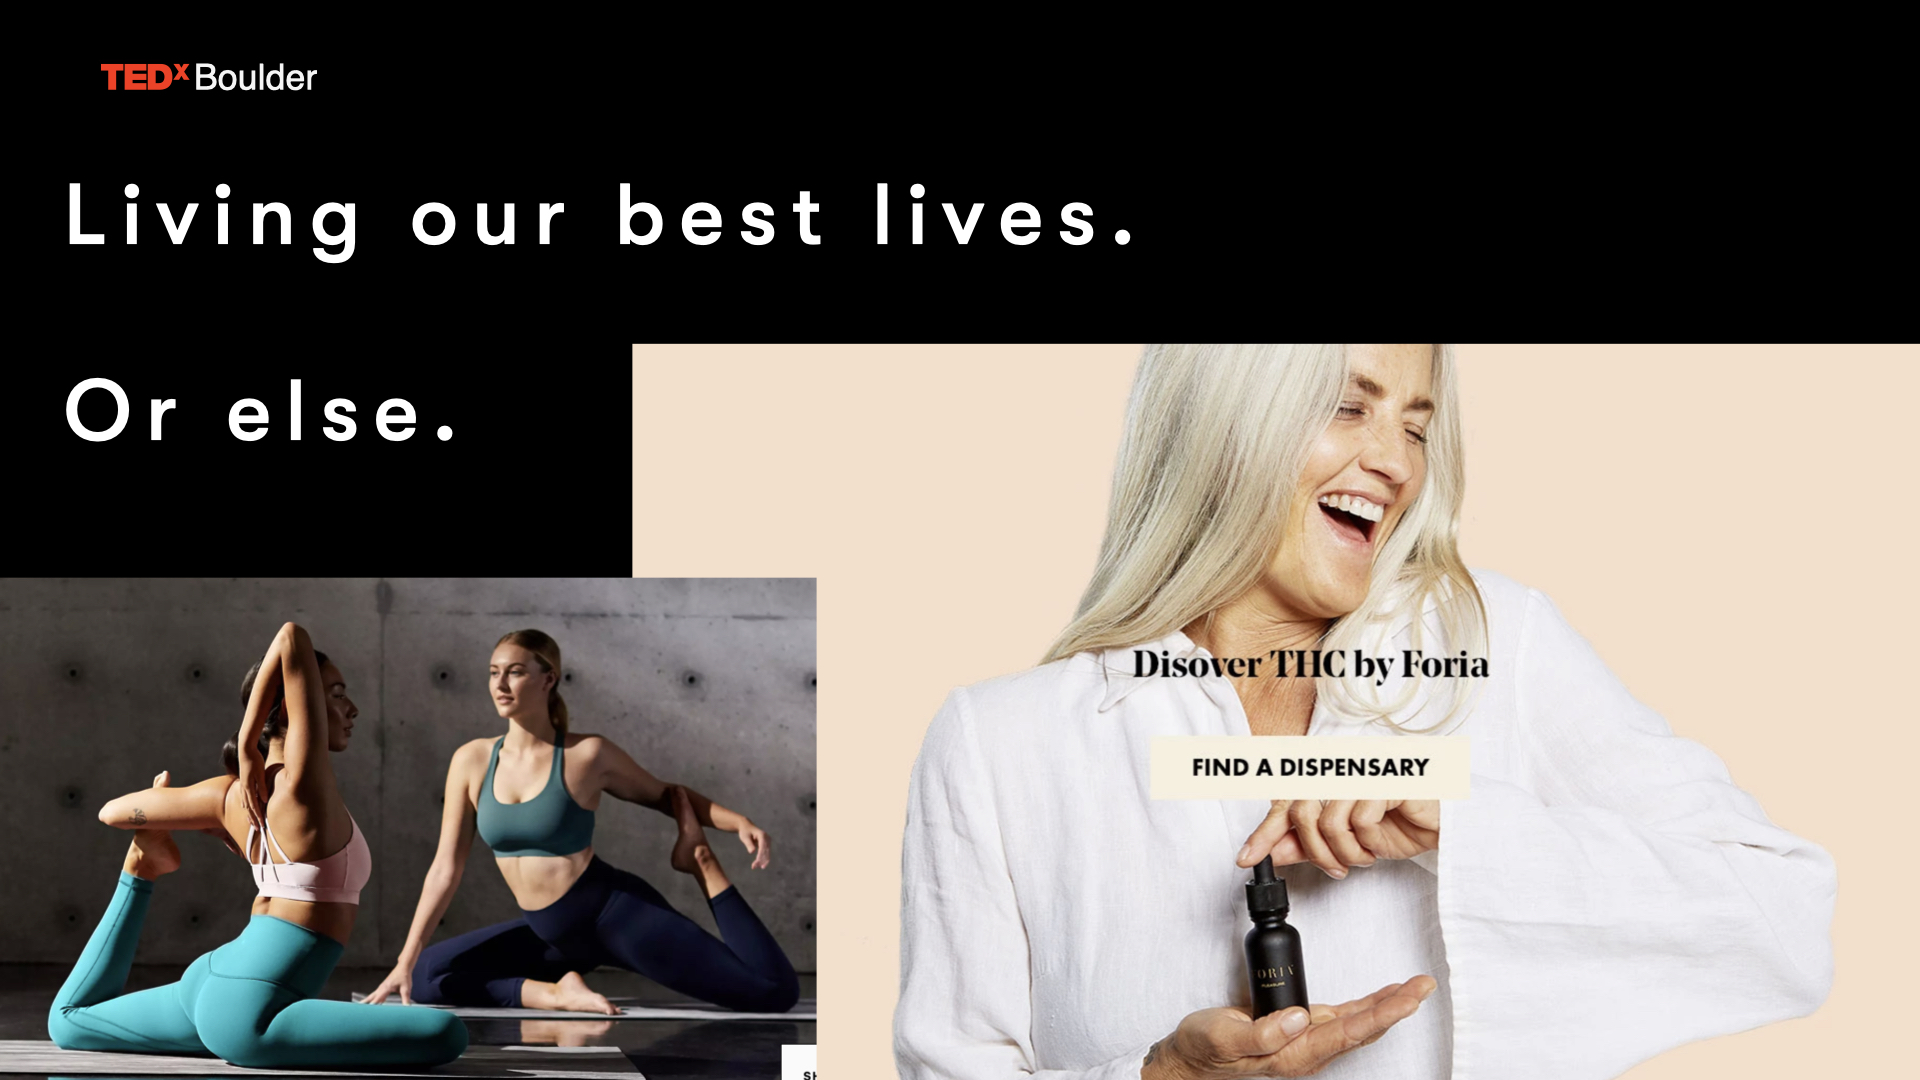 TEDx Boulder
Living our best lives.
Or else.
Disover THC by Foria
FIND A DISPENSARY
ORIA
SH